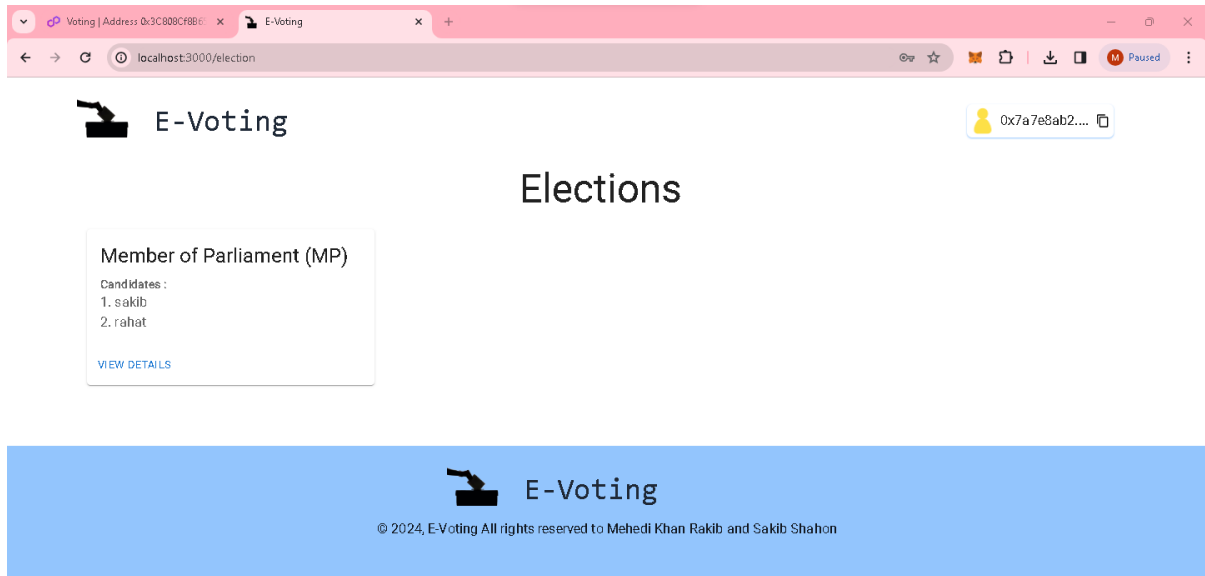 Voting | Address 0x3C808Cf8B6
E-Voting
localhost:3000/election
M Paused
E-Voting
0x7a7e8ab2....
Elections
Member of Parliament (MP)
Candidates :
1. sakib
2. rahat
VIEW DETAILS
E-Voting
© 2024, E-Voting All rights reserved to Mehedi Khan Rakib and Sakib Shahon